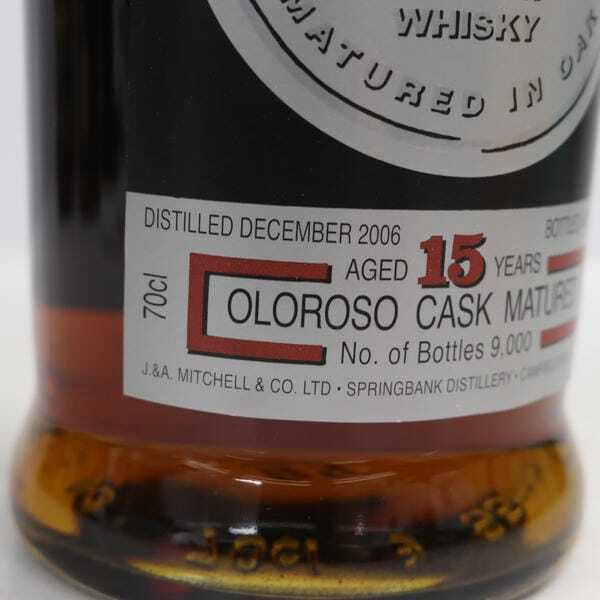 WHISKY
MATURED IN OAK
DISTILLED DECEMBER 2006
AGED 15 YEARS
70cl
OLOROSO CASK MATURED
No. of Bottles 9.000
J.&A. MITCHELL & CO. LTD · SPRINGBANK DISTILLERY ·